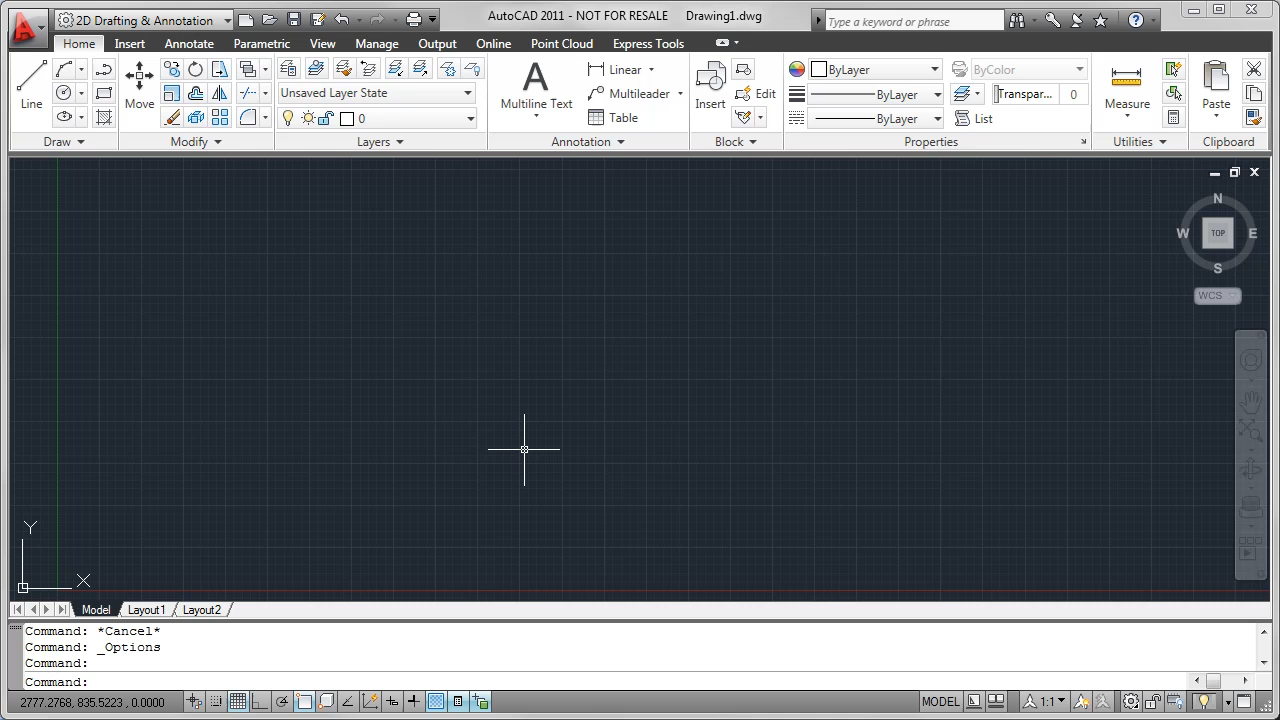 2D Drafting & Annotation
AutoCAD 2011 - NOT FOR RESALE Drawing1.dwg
Type a keyword or phrase
Home Insert Annotate Parametric View Manage Output Online Point Cloud Express Tools
Line
Move
Unsaved Layer State
0
Multiline Text
Linear
Multileader
Table
Insert
Edit
ByLayer
ByLayer
ByLayer
ByColor
Transpar... 0
List
Measure
Paste
Draw Modify Layers Annotation Block Properties Utilities Clipboard
N
W TOP E
S
WCS
Y
X
Model Layout1 Layout2
Command: *Cancel*
Command: _Options
Command:
Command:
2777.2768, 835.5223 , 0.0000
MODEL
1:1